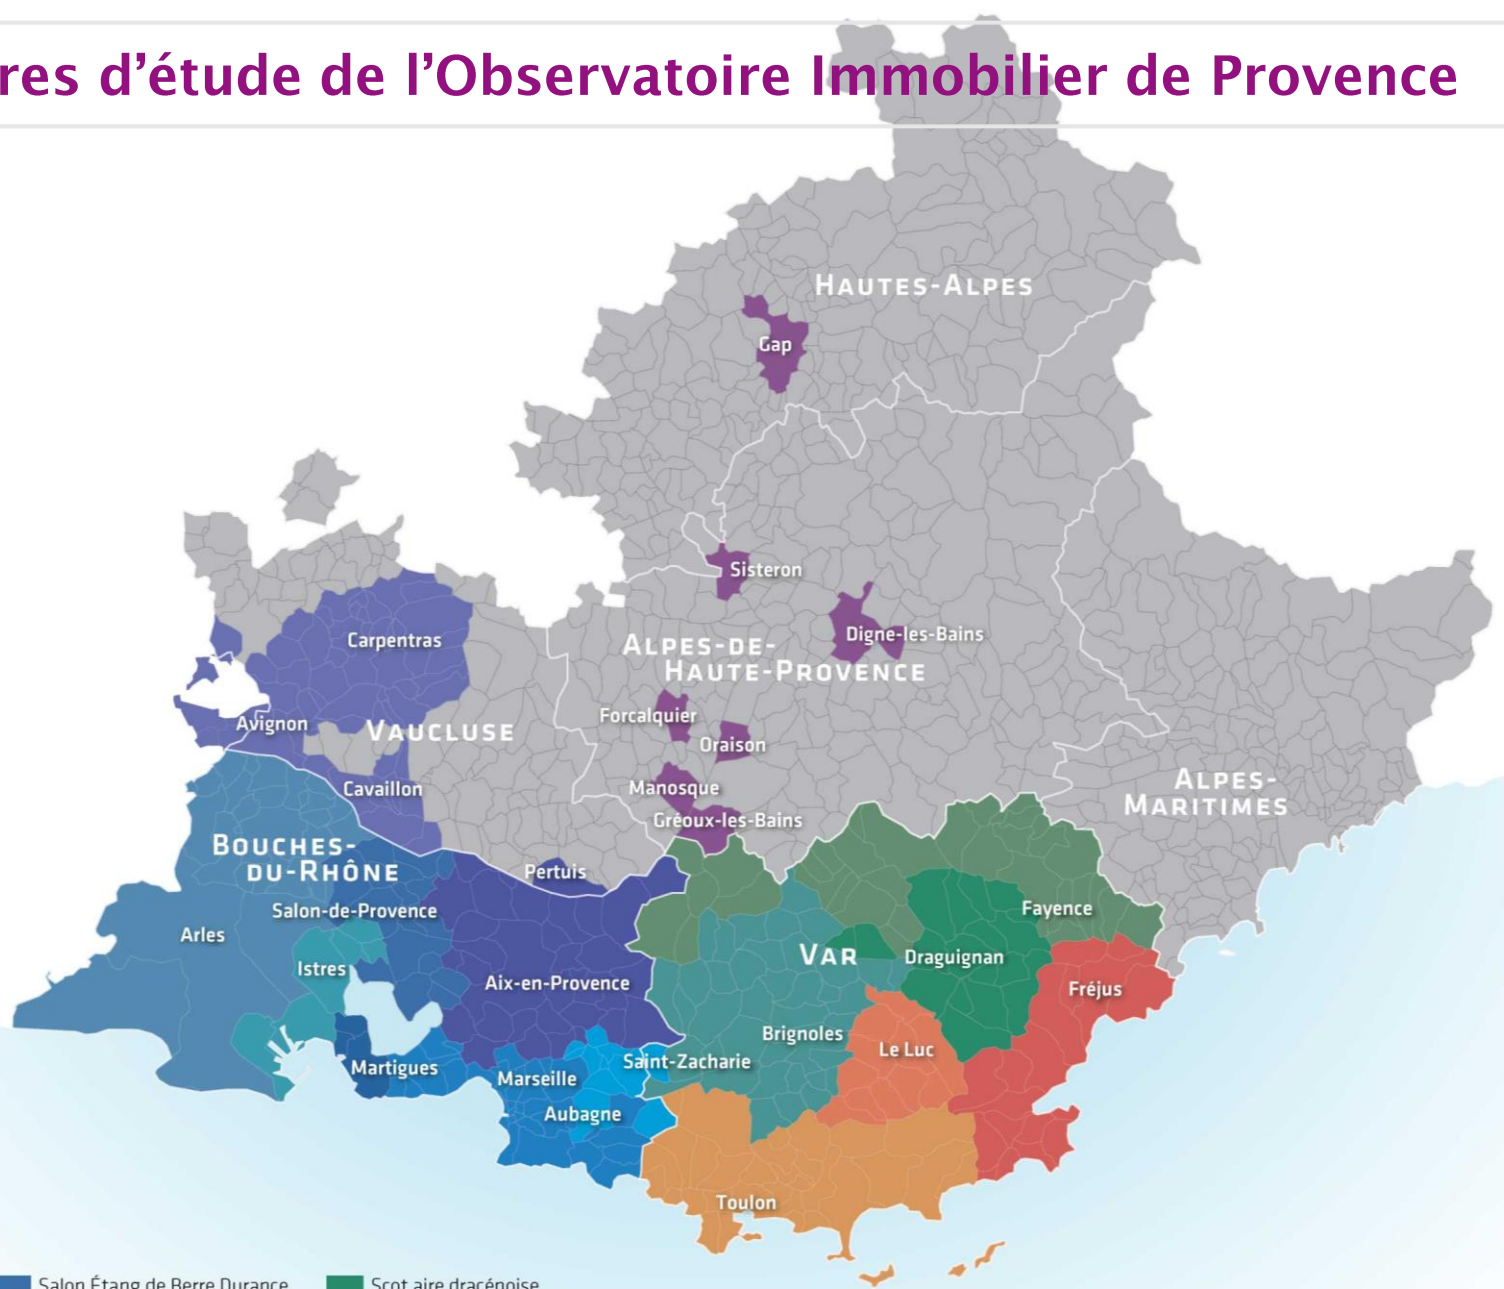 res d’étude de l’Observatoire Immobilier de Provence
HAUTES-ALPES
Gap
Sisteron
Digne-les-Bains
ALPES-DE-
HAUTE-PROVENCE
Carpentras
Forcalquier
Avignon
VAUCLUSE
Oraison
Cavaillon
Manosque
ALPES-
MARITIMES
Gréoux-les-Bains
BOUCHES-
DU-RHÔNE
Pertuis
Salon-de-Provence
Fayence
Arles
VAR
Draguignan
Istres
Aix-en-Provence
Fréjus
Brignoles
Le Luc
Martigues
Marseille
Saint-Zacharie
Aubagne
Toulon
Salon Étang de Berre Durance
Scot aire dracénoise